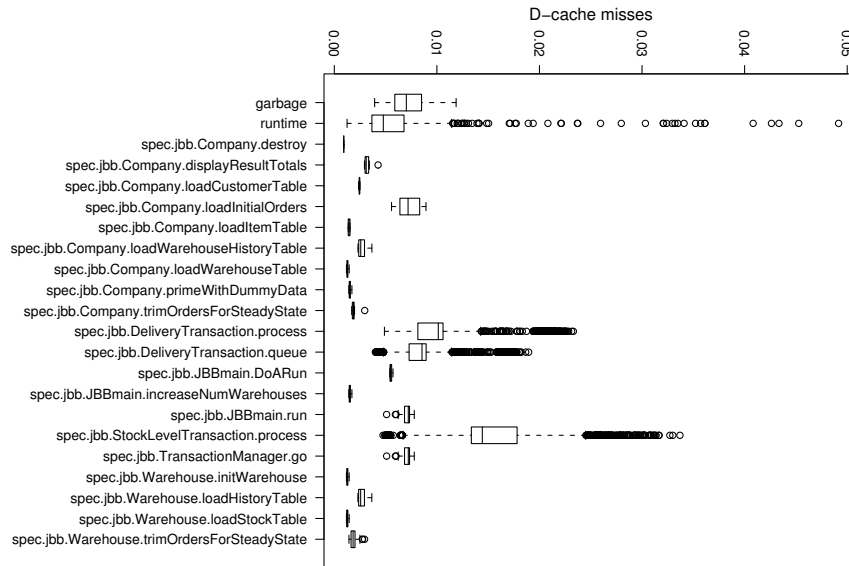 D−cache misses
0.00
0.01
0.02
0.03
0.04
0.05
garbage
runtime
spec.jbb.Company.destroy
spec.jbb.Company.displayResultTotals
spec.jbb.Company.loadCustomerTable
spec.jbb.Company.loadInitialOrders
spec.jbb.Company.loadItemTable
spec.jbb.Company.loadWarehouseHistoryTable
spec.jbb.Company.loadWarehouseTable
spec.jbb.Company.primeWithDummyData
spec.jbb.Company.trimOrdersForSteadyState
spec.jbb.DeliveryTransaction.process
spec.jbb.DeliveryTransaction.queue
spec.jbb.JBBmain.DoARun
spec.jbb.JBBmain.increaseNumWarehouses
spec.jbb.JBBmain.run
spec.jbb.StockLevelTransaction.process
spec.jbb.TransactionManager.go
spec.jbb.Warehouse.initWarehouse
spec.jbb.Warehouse.loadHistoryTable
spec.jbb.Warehouse.loadStockTable
spec.jbb.Warehouse.trimOrdersForSteadyState